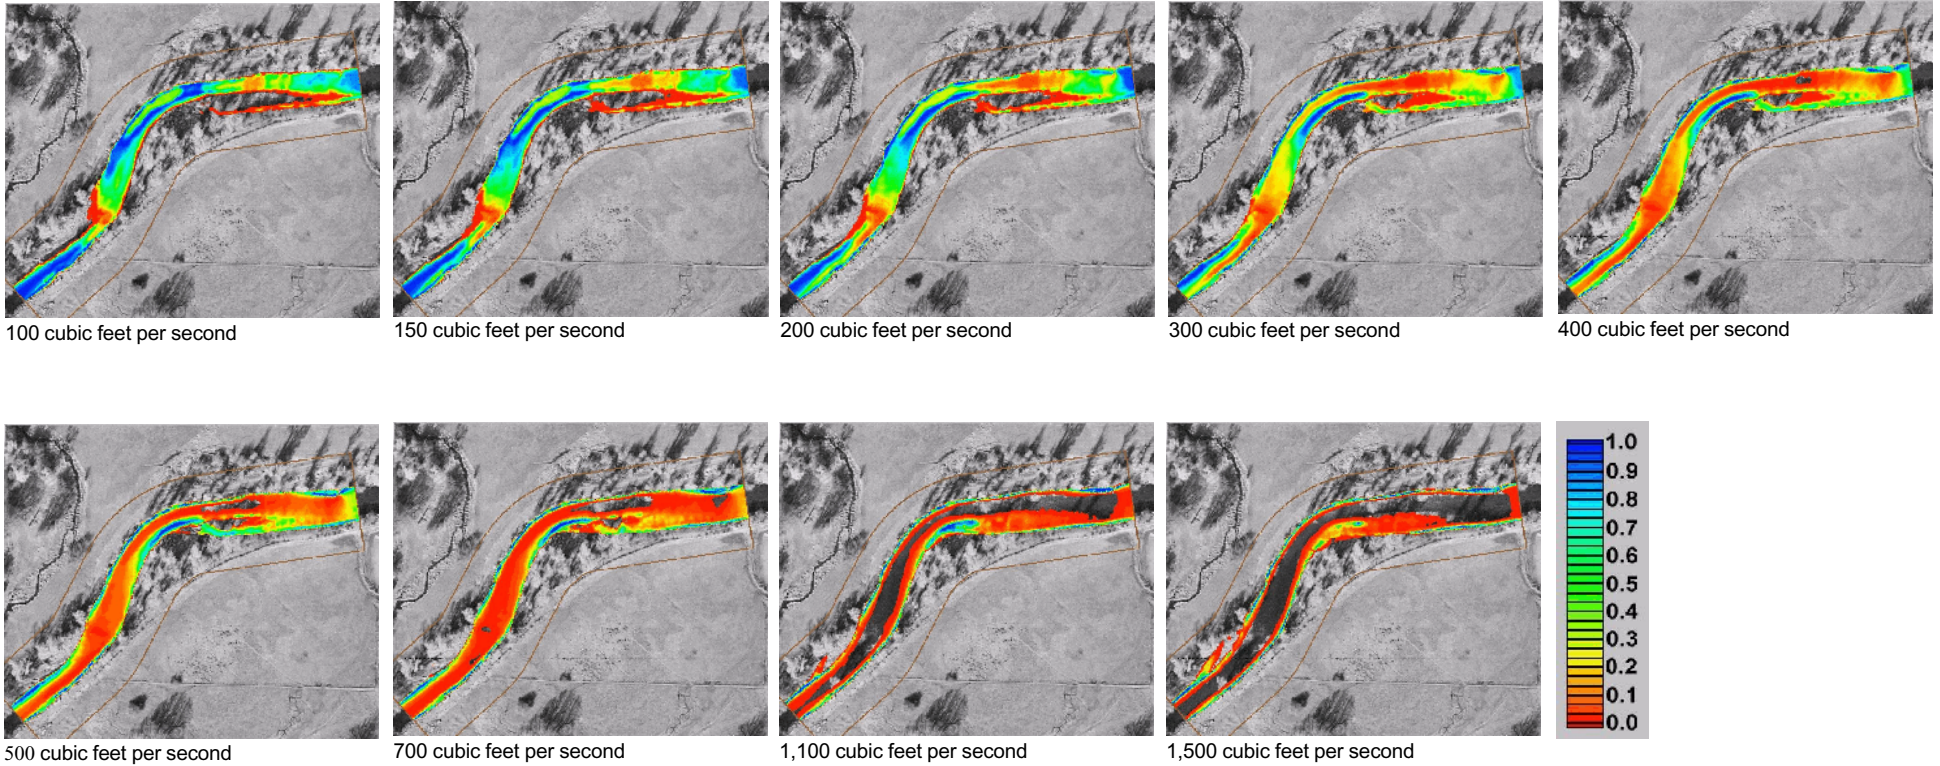 100 cubic feet per second
150 cubic feet per second
200 cubic feet per second
300 cubic feet per second
400 cubic feet per second
500 cubic feet per second
700 cubic feet per second
1,100 cubic feet per second
1,500 cubic feet per second
1.0
0.9
0.8
0.7
0.6
0.5
0.4
0.3
0.2
0.1
0.0